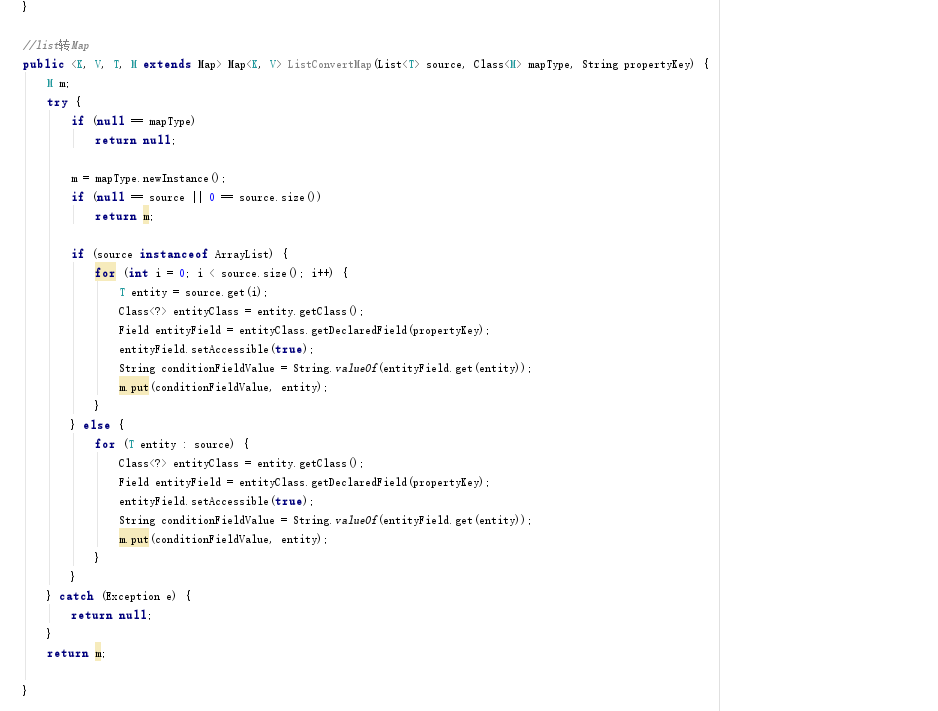 }
//list转Map
public <K, V, T, M extends Map> Map<K, V> ListConvertMap(List<T> source, Class<M> mapType, String propertyKey) {
M m;
try {
if (null == mapType)
return null;
m = mapType.newInstance();
if (null == source || 0 == source.size())
return m;
if (source instanceof ArrayList) {
for (int i = 0; i < source.size(); i++) {
T entity = source.get(i);
Class<?> entityClass = entity.getClass();
Field entityField = entityClass.getDeclaredField(propertyKey);
entityField.setAccessible(true);
String conditionFieldValue = String.valueOf(entityField.get(entity));
m.put(conditionFieldValue, entity);
}
} else {
for (T entity : source) {
Class<?> entityClass = entity.getClass();
Field entityField = entityClass.getDeclaredField(propertyKey);
entityField.setAccessible(true);
String conditionFieldValue = String.valueOf(entityField.get(entity));
m.put(conditionFieldValue, entity);
}
}
} catch (Exception e) {
return null;
}
return m;
}